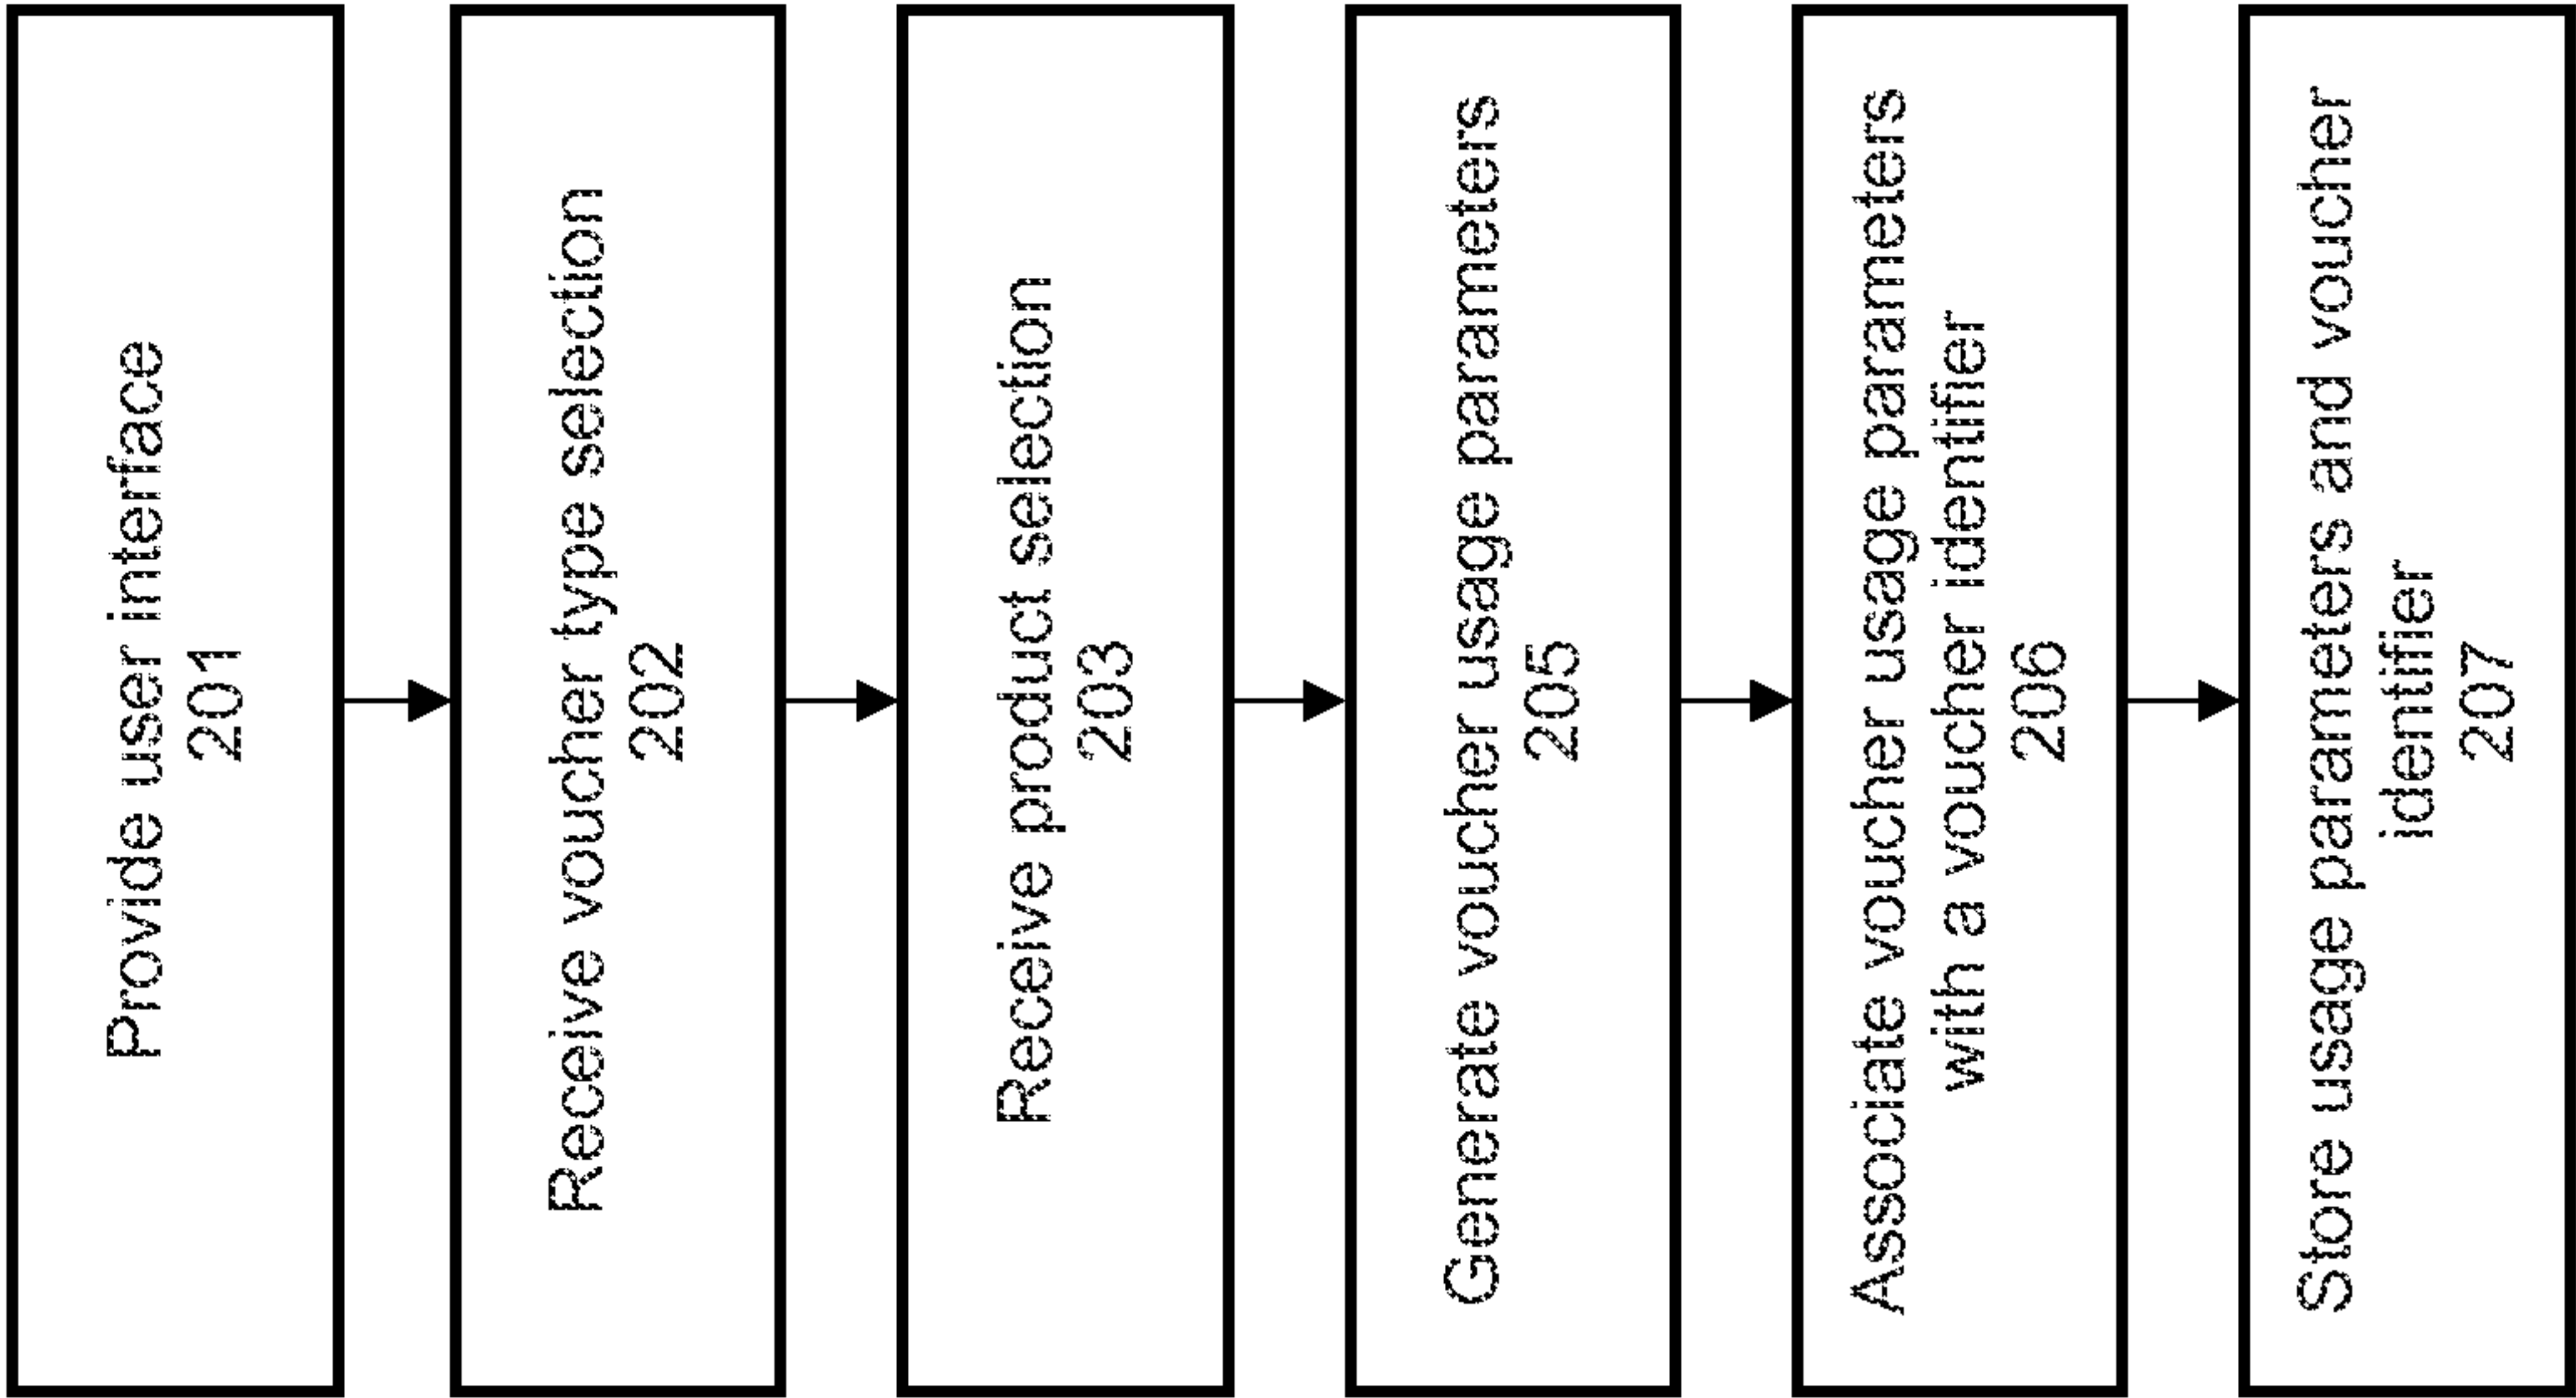 Provide user interface
201
Receive voucher type selection
202
Receive product selection
203
Generate voucher usage parameters
205
Associate voucher usage parameters
with a voucher identifier
206
Store usage parameters and voucher
identifier
207